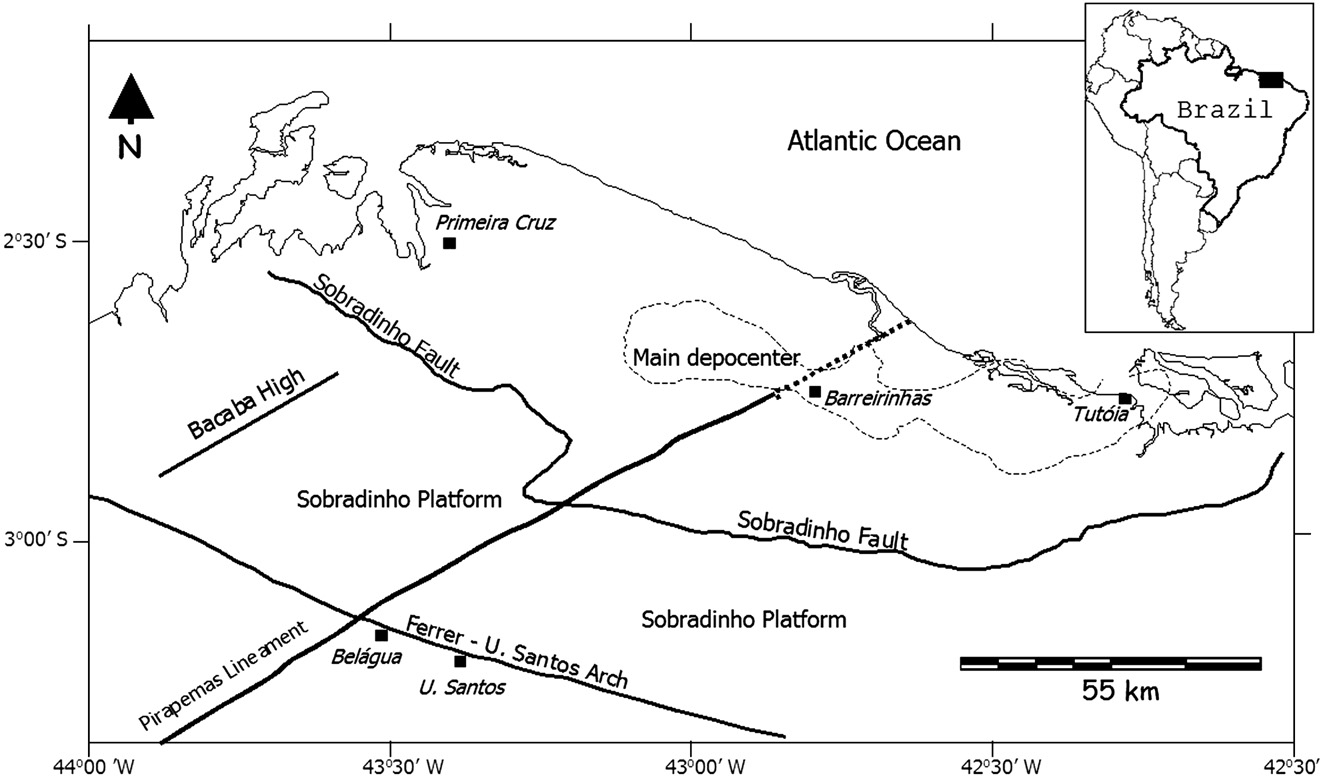 Brazil
Atlantic Ocean
N
Primeira Cruz
2°30' S
Sobradinho Fault
Main depocenter
Bacaba High
Barreirinhas
Tutóia
Sobradinho Platform
Sobradinho Fault
3°00' S
Sobradinho Platform
Ferrer - U. Santos Arch
Pirapemas Lineament
Belágua
U. Santos
55 km
44°00 'W
43°30' W
43°00' W
42°30' W
42°30'